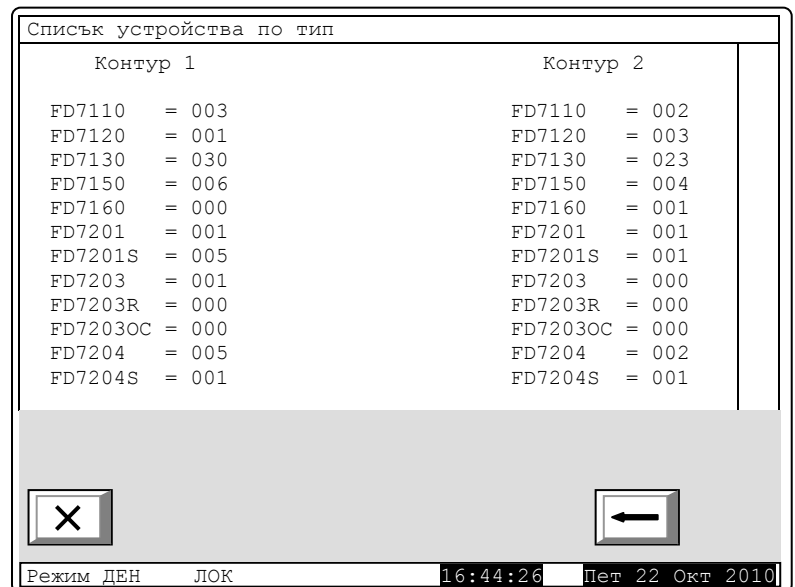 Списък устройства по тип
Контур 1 Контур 2
FD7110 = 003 FD7110 = 002
FD7120 = 001 FD7120 = 003
FD7130 = 030 FD7130 = 023
FD7150 = 006 FD7150 = 004
FD7160 = 000 FD7160 = 001
FD7201 = 001 FD7201 = 001
FD7201S = 005 FD7201S = 001
FD7203 = 001 FD7203 = 000
FD7203R = 000 FD7203R = 000
FD7203OC = 000 FD7203OC = 000
FD7204 = 005 FD7204 = 002
FD7204S = 001 FD7204S = 001
Режим ДЕН ЛОК 16:44:26 Пет 22 Окт 2010